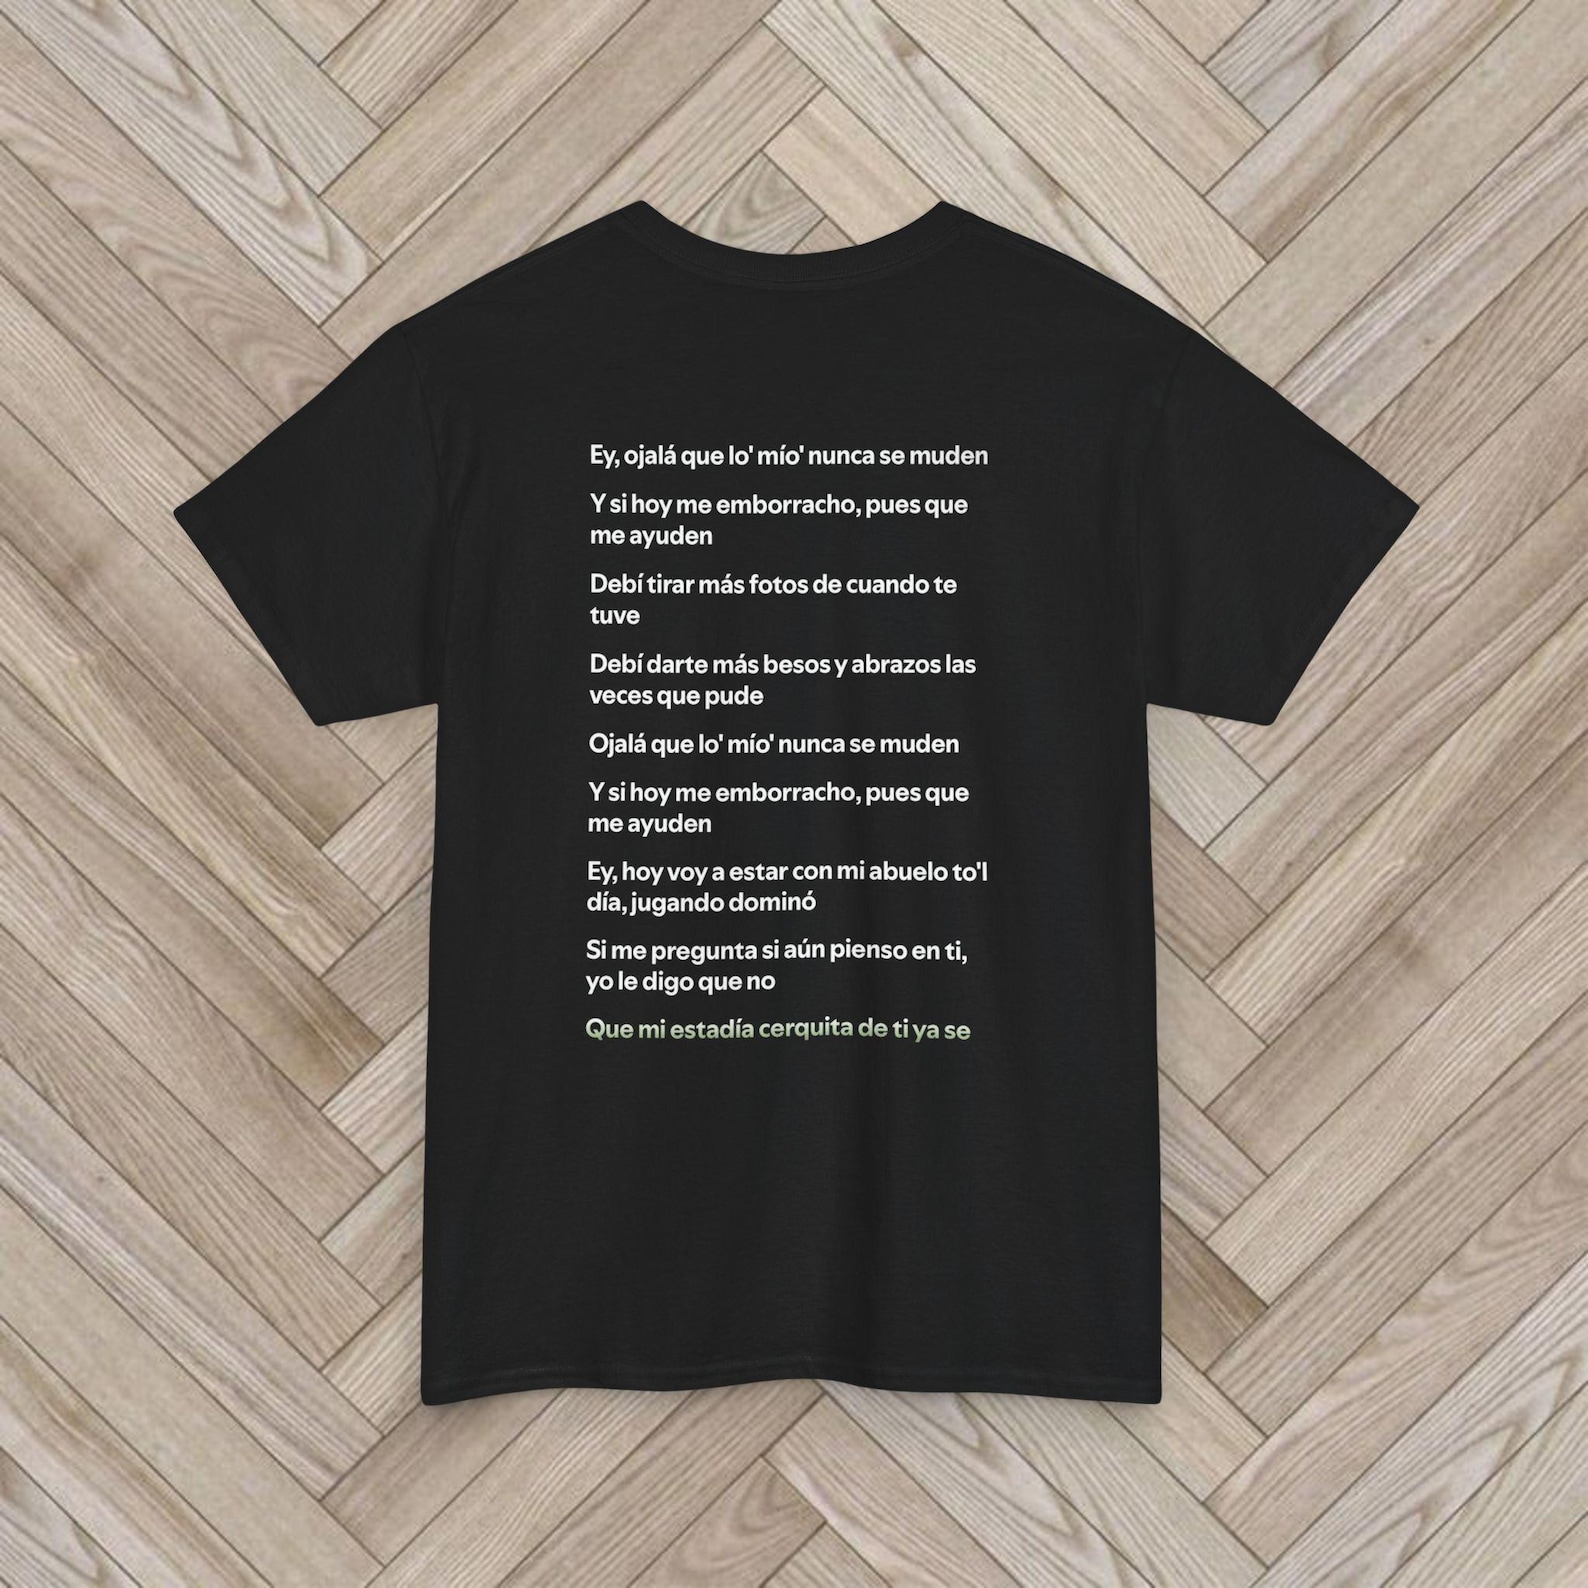 Ey, ojalá que lo' mío' nunca se muden
Y si hoy me emborracho, pues que
me ayuden
Debí tirar más fotos de cuando te
tuve
Debí darte más besos y abrazos las
veces que pude
Ojalá que lo' mío' nunca se muden
Y si hoy me emborracho, pues que
me ayuden
Ey, hoy voy a estar con mi abuelo to'l
día, jugando dominó
Si me pregunta si aún pienso en ti,
yo le digo que no
Que mi estadía cerquita de ti ya se